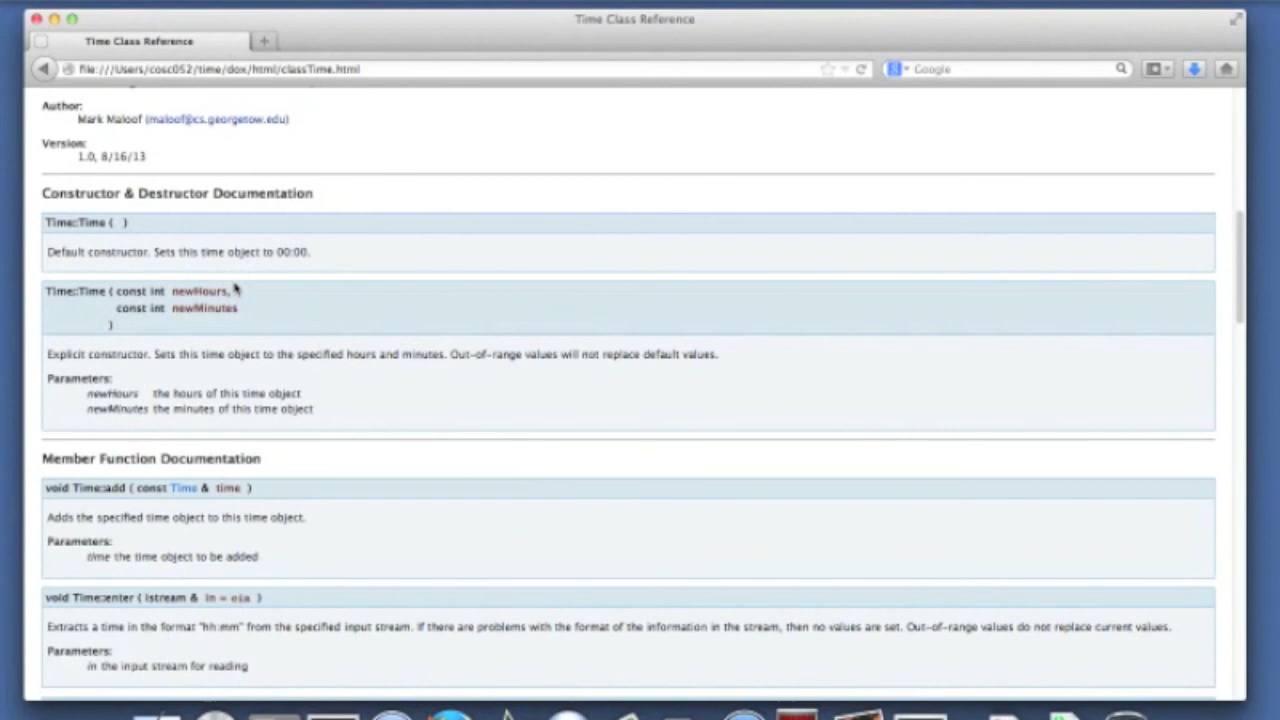 Time Class Reference
Time Class Reference
file:///Users/cosc052/time/dox/html/classTime.html
Google
Author:
Mark Maloof (maloof@cs.georgetow.edu)
Version:
1.0, 8/16/13
Constructor & Destructor Documentation
Time::Time ( )
Default constructor. Sets this time object to 00:00.
Time::Time ( const int newHours,
const int newMinutes
)
Explicit constructor. Sets this time object to the specified hours and minutes. Out-of-range values will not replace default values.
Parameters:
newHours the hours of this time object
newMinutes the minutes of this time object
Member Function Documentation
void Time::add ( const Time & time )
Adds the specified time object to this time object.
Parameters:
time the time object to be added
void Time::enter ( istream & in = cin )
Extracts a time in the format "hh:mm" from the specified input stream. If there are problems with the format of the information in the stream, then no values are set. Out-of-range values do not replace current values.
Parameters:
in the input stream for reading